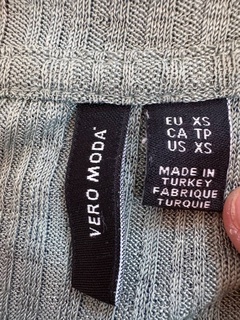 VERO MODA
EU XS
CA TP
US XS
MADE IN
TURKEY
FABRIQUE
TURQUIE